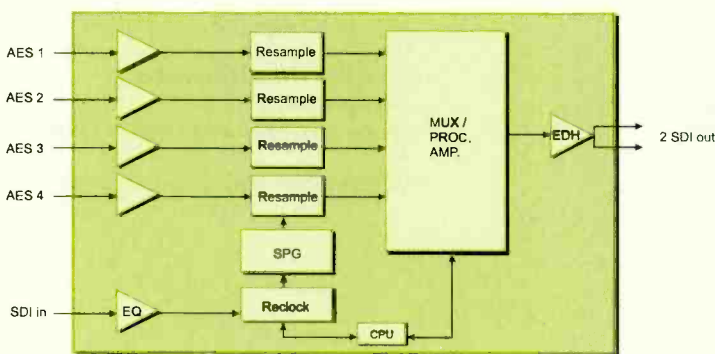 AES 1
Resample
AES 2
Resample
MUX /
PROC.
AMP.
EDH
2 SDI out
AES 3
Resample
AES 4
Resample
SPG
SDI in
EQ
Reclock
CPU